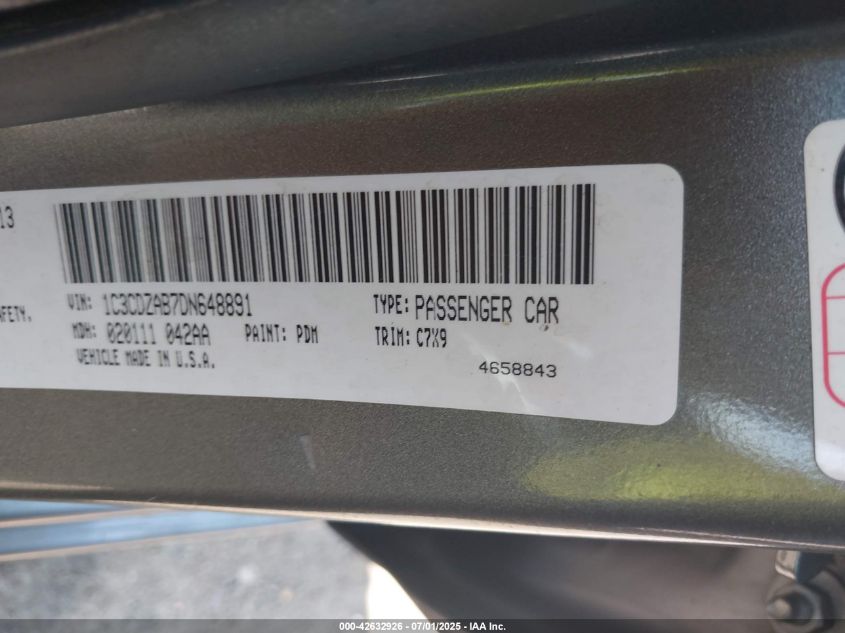 13
AFETY.
VIN: 1C3CDZAB7DN648891
TYPE: PASSENGER CAR
MDH: 020111 042AA
PAINT: PDM
TRIM: C7X9
VEHICLE MADE IN U.S.A.
4658843
000-42632926 - 07/01/2025 - IAA Inc.